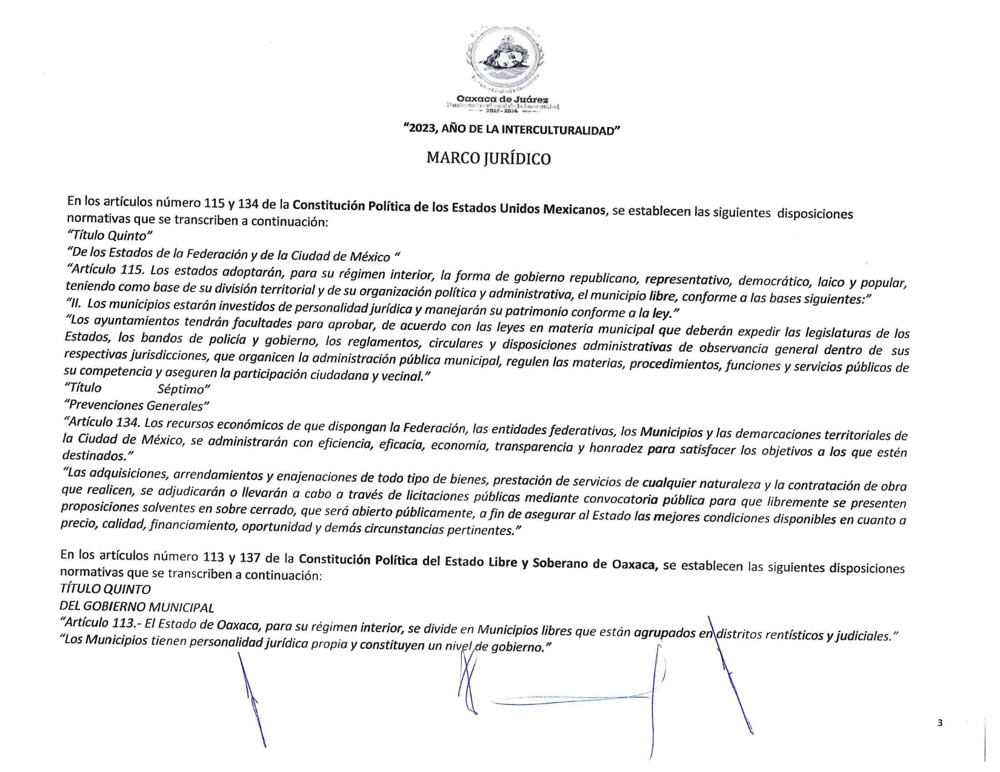 Oaxaca de Juárez
Patrimonio cultural de la humanidad
2022 - 2024
“2023, AÑO DE LA INTERCULTURALIDAD”
MARCO JURÍDICO
En los artículos número 115 y 134 de la Constitución Política de los Estados Unidos Mexicanos, se establecen las siguientes disposiciones
normativas que se transcriben a continuación:
“Título Quinto”
“De los Estados de la Federación y de la Ciudad de México “
“Artículo 115. Los estados adoptarán, para su régimen interior, la forma de gobierno republicano, representativo, democrático, laico y popular,
teniendo como base de su división territorial y de su organización política y administrativa, el municipio libre, conforme a las bases siguientes:”
“II. Los municipios estarán investidos de personalidad jurídica y manejarán su patrimonio conforme a la ley.”
“Los ayuntamientos tendrán facultades para aprobar, de acuerdo con las leyes en materia municipal que deberán expedir las legislaturas de los
Estados, los bandos de policía y gobierno, los reglamentos, circulares y disposiciones administrativas de observancia general dentro de sus
respectivas jurisdicciones, que organicen la administración pública municipal, regulen las materias, procedimientos, funciones y servicios públicos de
su competencia y aseguren la participación ciudadana y vecinal.”
“Título Séptimo”
“Prevenciones Generales”
“Artículo 134. Los recursos económicos de que dispongan la Federación, las entidades federativas, los Municipios y las demarcaciones territoriales de
la Ciudad de México, se administrarán con eficiencia, eficacia, economía, transparencia y honradez para satisfacer los objetivos a los que estén
destinados.”
“Las adquisiciones, arrendamientos y enajenaciones de todo tipo de bienes, prestación de servicios de cualquier naturaleza y la contratación de obra
que realicen, se adjudicarán o llevarán a cabo a través de licitaciones públicas mediante convocatoria pública para que libremente se presenten
proposiciones solventes en sobre cerrado, que será abierto públicamente, a fin de asegurar al Estado las mejores condiciones disponibles en cuanto a
precio, calidad, financiamiento, oportunidad y demás circunstancias pertinentes.”
En los artículos número 113 y 137 de la Constitución Política del Estado Libre y Soberano de Oaxaca, se establecen las siguientes disposiciones
normativas que se transcriben a continuación:
TÍTULO QUINTO
DEL GOBIERNO MUNICIPAL
“Artículo 113.- El Estado de Oaxaca, para su régimen interior, se divide en Municipios libres que están agrupados en distritos rentísticos y judiciales.”
“Los Municipios tienen personalidad jurídica propia y constituyen un nivel de gobierno.”
3